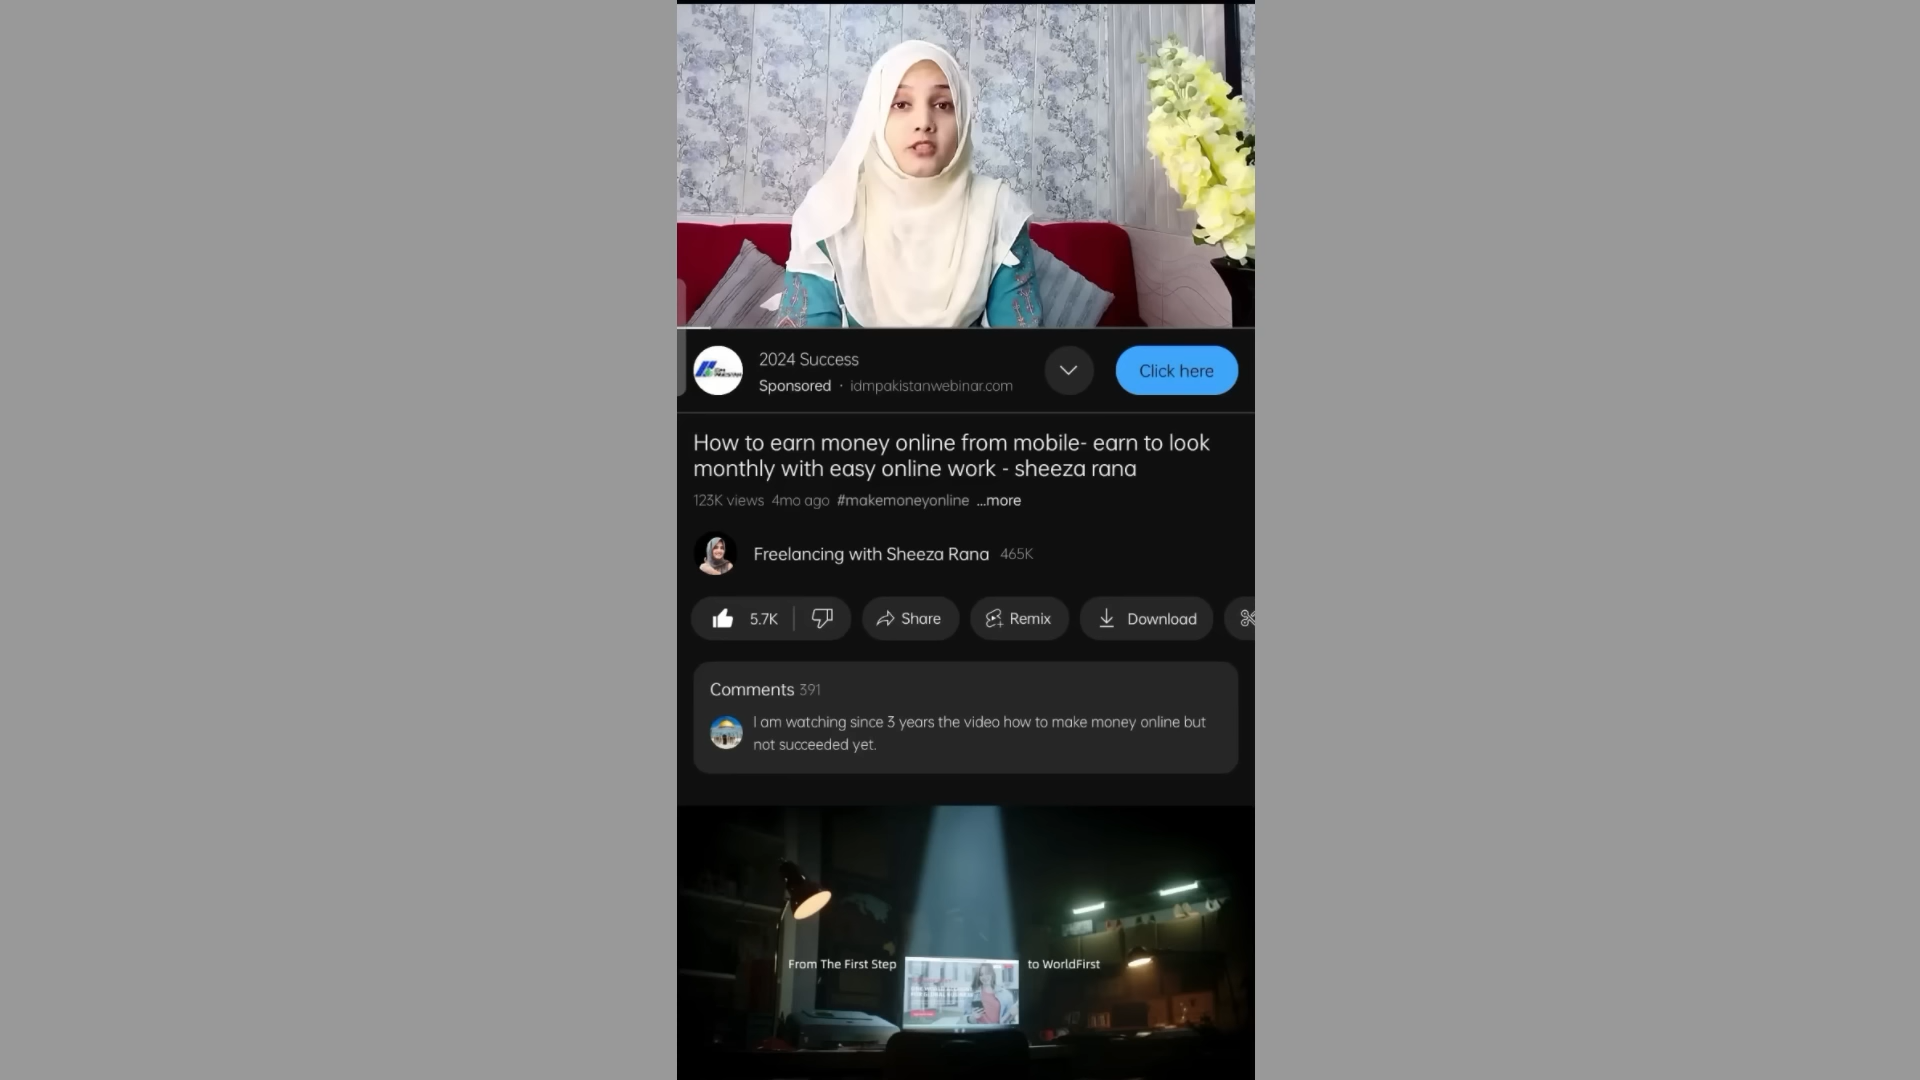 2024 Success
Sponsored · idmpakistanwebinar.com
Click here
How to earn money online from mobile- earn to look
monthly with easy online work - sheeza rana
123K views 4mo ago #makemoneyonline ...more
Freelancing with Sheeza Rana 465K
5.7K
Share
Remix
Download
Comments 391
I am watching since 3 years the video how to make money online but
not succeeded yet.
From The First Step
to WorldFirst